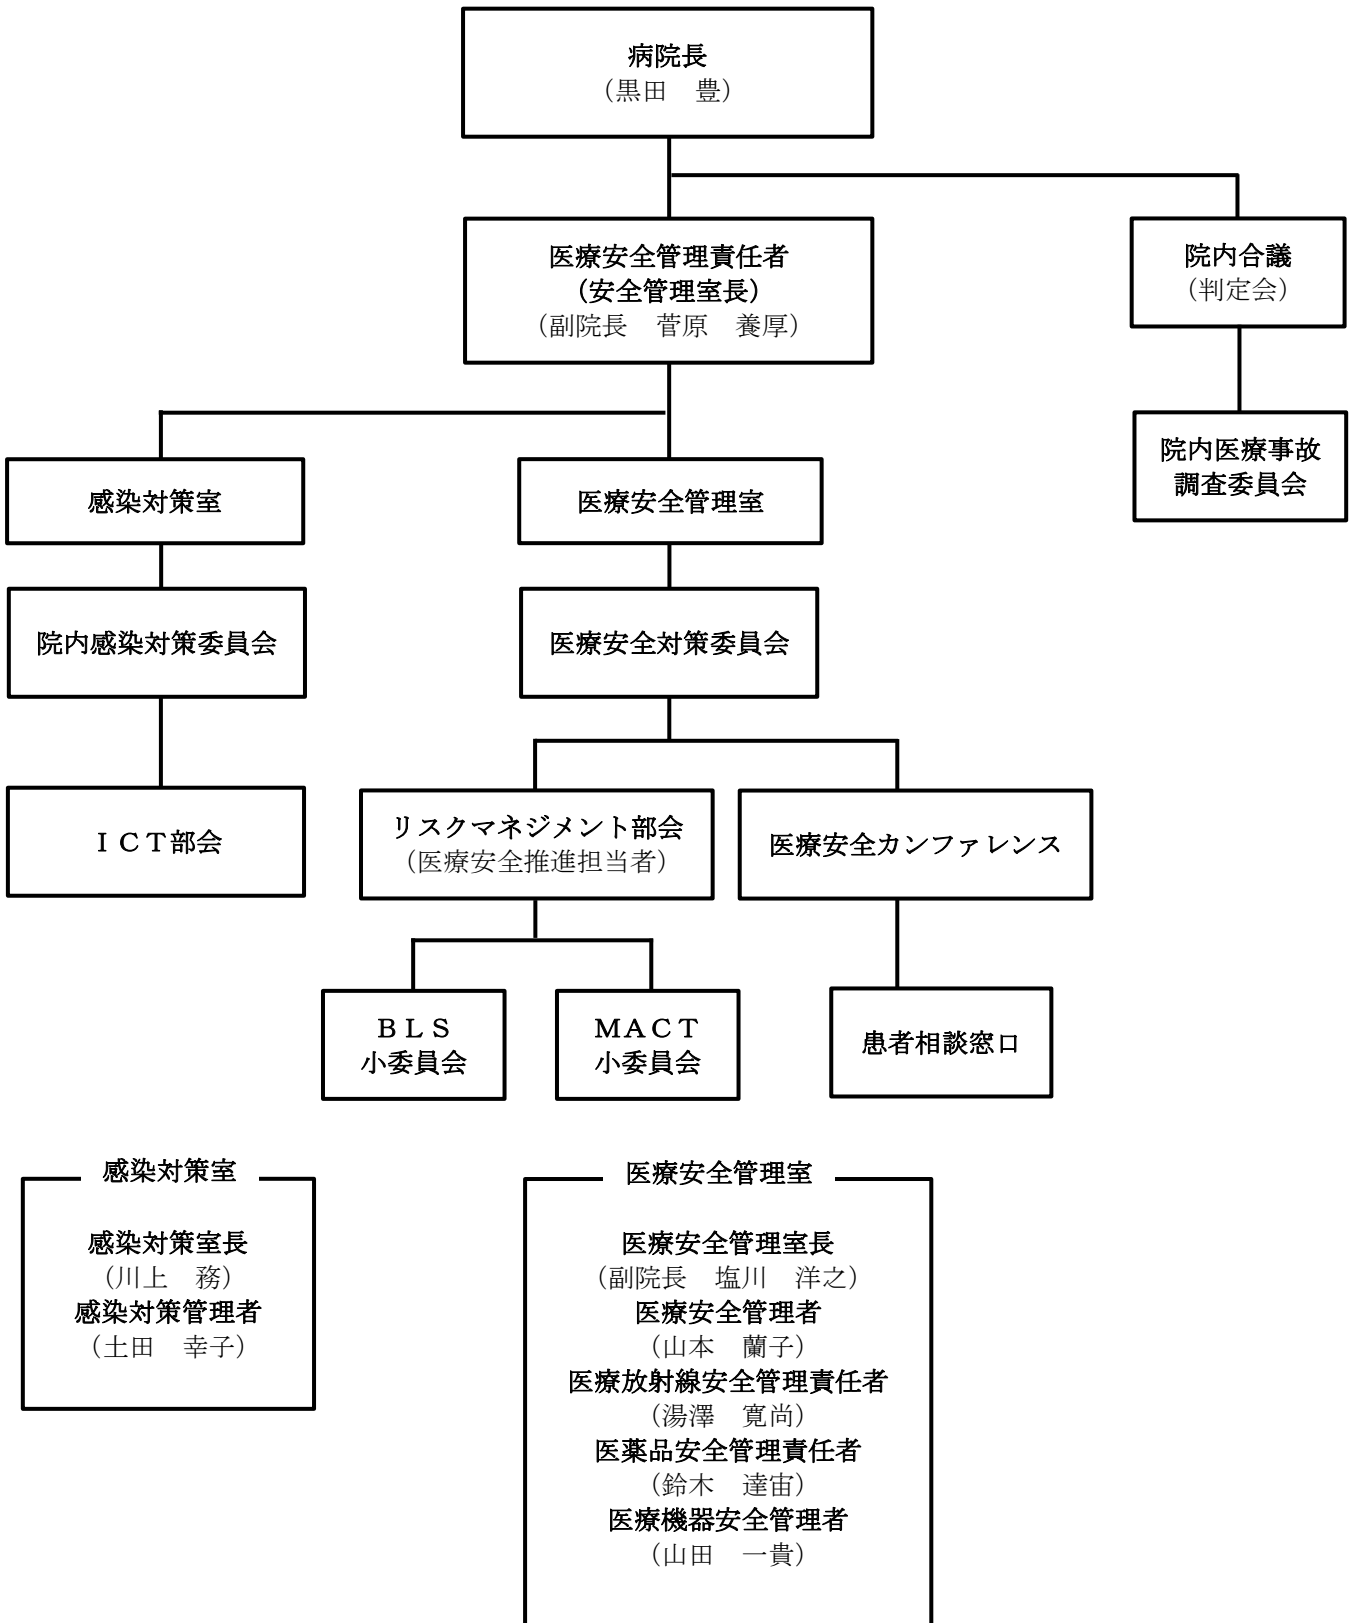 病院長
（黒田　豊）
医療安全管理責任者
（安全管理室長）
（副院長　菅原　養厚）
院内合議
（判定会）
院内医療事故
調査委員会
感染対策室
医療安全管理室
院内感染対策委員会
医療安全対策委員会
ＩＣＴ部会
リスクマネジメント部会
（医療安全推進担当者）
医療安全カンファレンス
ＢＬＳ
小委員会
ＭＡＣＴ
小委員会
患者相談窓口
感染対策室
感染対策室長
（川上　務）
感染対策管理者
（土田　幸子）
医療安全管理室
医療安全管理室長
（副院長　塩川　洋之）
医療安全管理者
（山本　蘭子）
医療放射線安全管理責任者
（湯澤　寛尚）
医薬品安全管理責任者
（鈴木　達宙）
医療機器安全管理者
（山田　一貴）